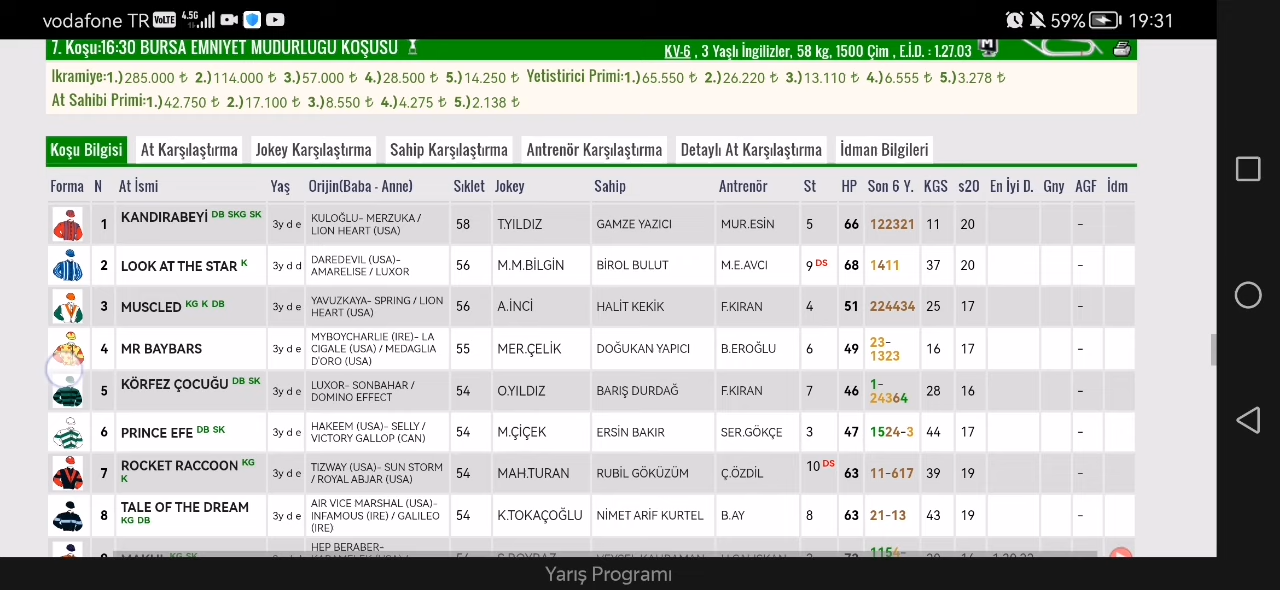 vodafone TR VoLTE 4.5G 59% 19:31
7. Koşu:16:30 BURSA EMNİYET MÜDÜRLÜĞÜ KOŞUSU KV-6 , 3 Yaşlı İngilizler, 58 kg, 1500 Çim , E.İ.D. : 1.27.03
Ikramiye:1.)285.000 ₺ 2.)114.000 ₺ 3.)57.000 ₺ 4.)28.500 ₺ 5.)14.250 ₺ Yetistirici Primi:1.)65.550 ₺ 2.)26.220 ₺ 3.)13.110 ₺ 4.)6.555 ₺ 5.)3.278 ₺
At Sahibi Primi:1.)42.750 ₺ 2.)17.100 ₺ 3.)8.550 ₺ 4.)4.275 ₺ 5.)2.138 ₺
Koşu Bilgisi At Karşılaştırma Jokey Karşılaştırma Sahip Karşılaştırma Antrenör Karşılaştırma Detaylı At Karşılaştırma İdman Bilgileri
Forma N At İsmi Yaş Orijin(Baba - Anne) Sıklet Jokey Sahip Antrenör St HP Son 6 Y. KGS s20 En İyi D. Gny AGF İdm
1 KANDIRABEYİ DB SKG SK 3y d e KULOĞLU- MERZUKA / LION HEART (USA) 58 T.YILDIZ GAMZE YAZICI MUR.ESİN 5 66 122321 11 20 -
2 LOOK AT THE STAR K 3y d d DAREDEVIL (USA)- AMARELISE / LUXOR 56 M.M.BİLGİN BİROL BULUT M.E.AVCI 9 DS 68 1411 37 20 -
3 MUSCLED KG K DB 3y d e YAVUZKAYA- SPRING / LION HEART (USA) 56 A.İNCİ HALİT KEKİK F.KIRAN 4 51 224434 25 17 -
4 MR BAYBARS 3y d e MYBOYCHARLIE (IRE)- LA CIGALE (USA) / MEDAGLIA D'ORO (USA) 55 MER.ÇELİK DOĞUKAN YAPICI B.EROĞLU 6 49 23-1323 16 17 -
5 KÖRFEZ ÇOCUĞU DB SK 3y d e LUXOR- SONBAHAR / DOMINO EFFECT 54 O.YILDIZ BARIŞ DURDAĞ F.KIRAN 7 46 1-24364 28 16 -
6 PRINCE EFE DB SK 3y d e HAKEEM (USA)- SELLY / VICTORY GALLOP (CAN) 54 M.ÇİÇEK ERSİN BAKIR SER.GÖKÇE 3 47 1524-3 44 17 -
7 ROCKET RACCOON KG K 3y d e TIZWAY (USA)- SUN STORM / ROYAL ABJAR (USA) 54 MAH.TURAN RUBİL GÖKÜZÜM Ç.ÖZDİL 10 DS 63 11-617 39 19 -
8 TALE OF THE DREAM KG DB 3y d e AIR VICE MARSHAL (USA)- INFAMOUS (IRE) / GALILEO (IRE) 54 K.TOKAÇOĞLU NİMET ARİF KURTEL B.AY 8 63 21-13 43 19 -
HEP BERABER- 1154-
Yarış Programı